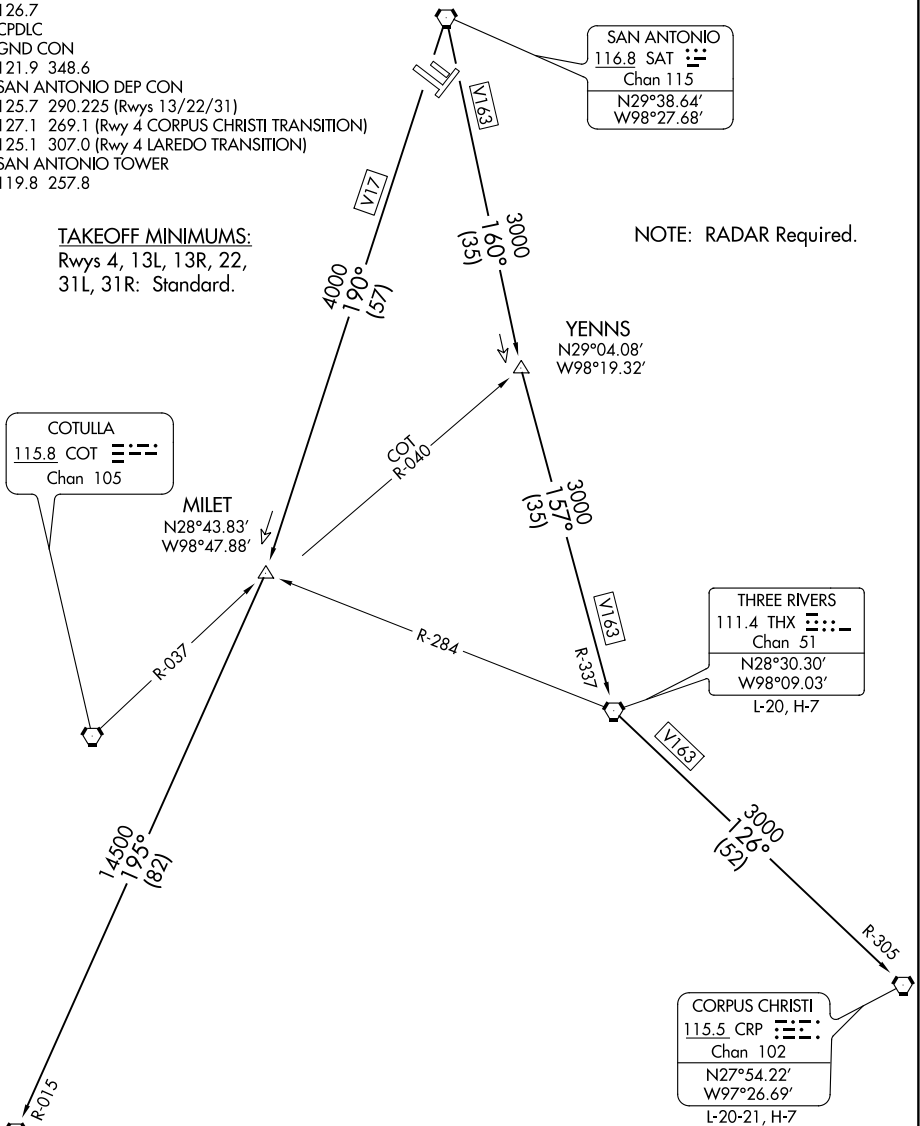 126.7
CPDLC
GND CON
121.9 348.6
SAN ANTONIO DEP CON
125.7 290.225 (Rwys 13/22/31)
127.1 269.1 (Rwy 4 CORPUS CHRISTI TRANSITION)
125.1 307.0 (Rwy 4 LAREDO TRANSITION)
SAN ANTONIO TOWER
119.8 257.8
SAN ANTONIO
116.8 SAT
Chan 115
N29°38.64'
W98°27.68'
V163
V17
TAKEOFF MINIMUMS:
Rwys 4, 13L, 13R, 22,
31L, 31R: Standard.
NOTE: RADAR Required.
4000
190°
(57)
3000
160°
(35)
YENNS
N29°04.08'
W98°19.32'
COTULLA
115.8 COT
Chan 105
COT
R-040
MILET
N28°43.83'
W98°47.88'
3000
157°
(35)
V163
THREE RIVERS
111.4 THX
Chan 51
N28°30.30'
W98°09.03'
L-20, H-7
R-037
R-284
R-337
V163
14500
195°
(82)
3000
126°
(52)
R-305
CORPUS CHRISTI
115.5 CRP
Chan 102
N27°54.22'
W97°26.69'
L-20-21, H-7
R-015